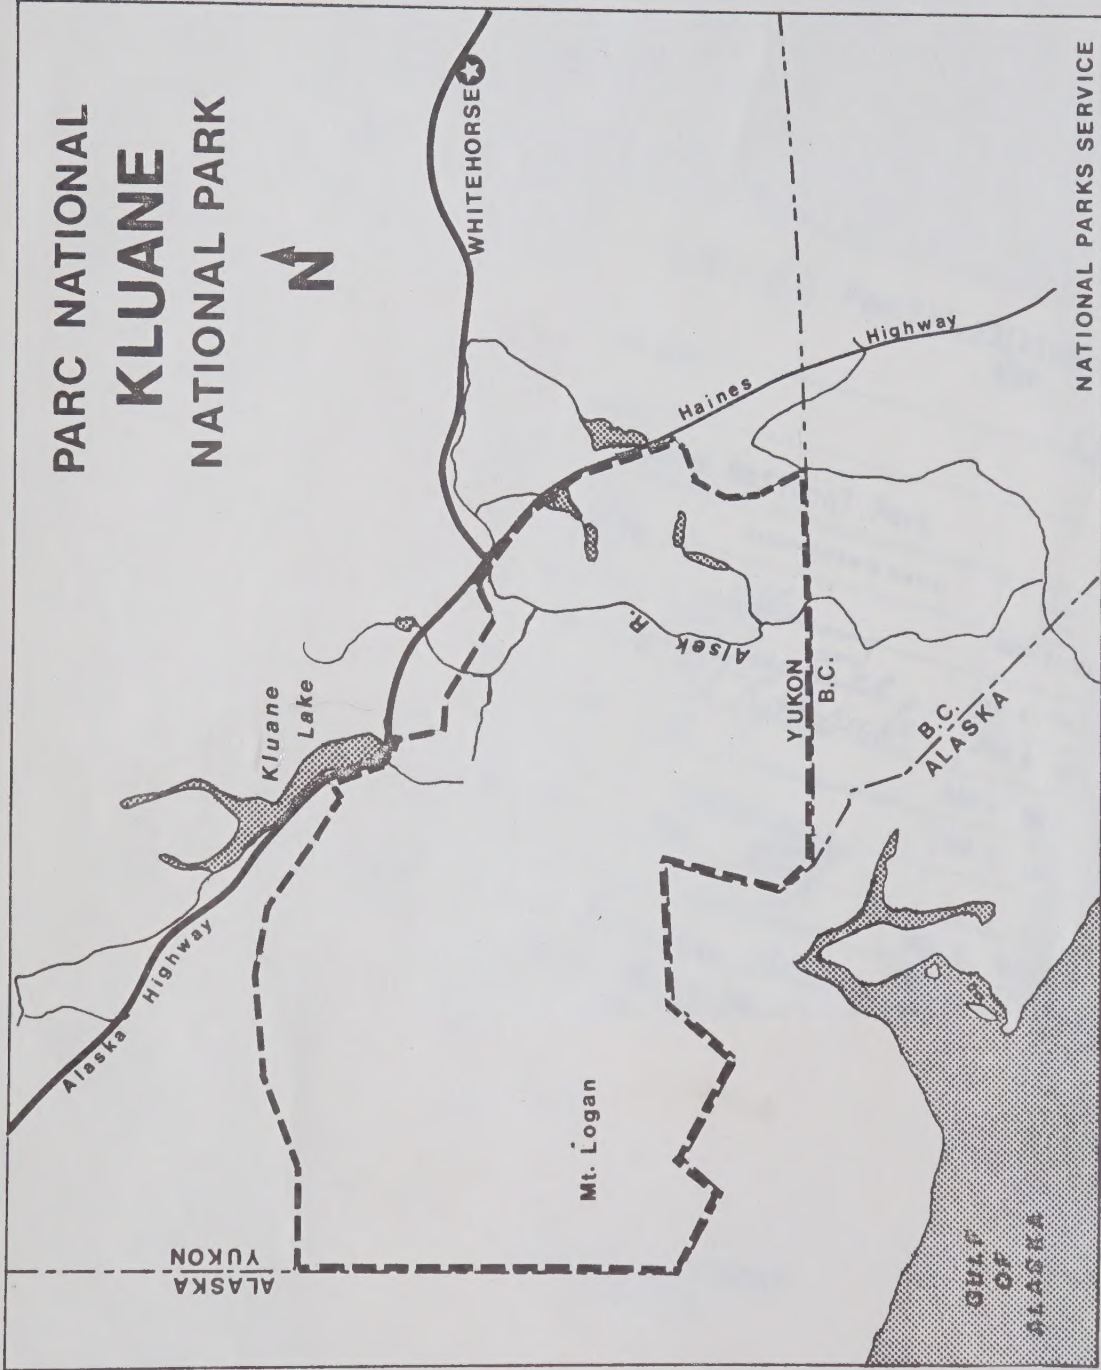 PARC NATIONAL
KLUANE
NATIONAL PARK
N
WHITEHORSE
Kluane
Lake
Alaska Highway
Haines Highway
Alsek R.
ALASKA
YUKON
Mt. Logan
YUKON
B.C.
B.C.
ALASKA
GULF
OF
ALASKA
NATIONAL PARKS SERVICE